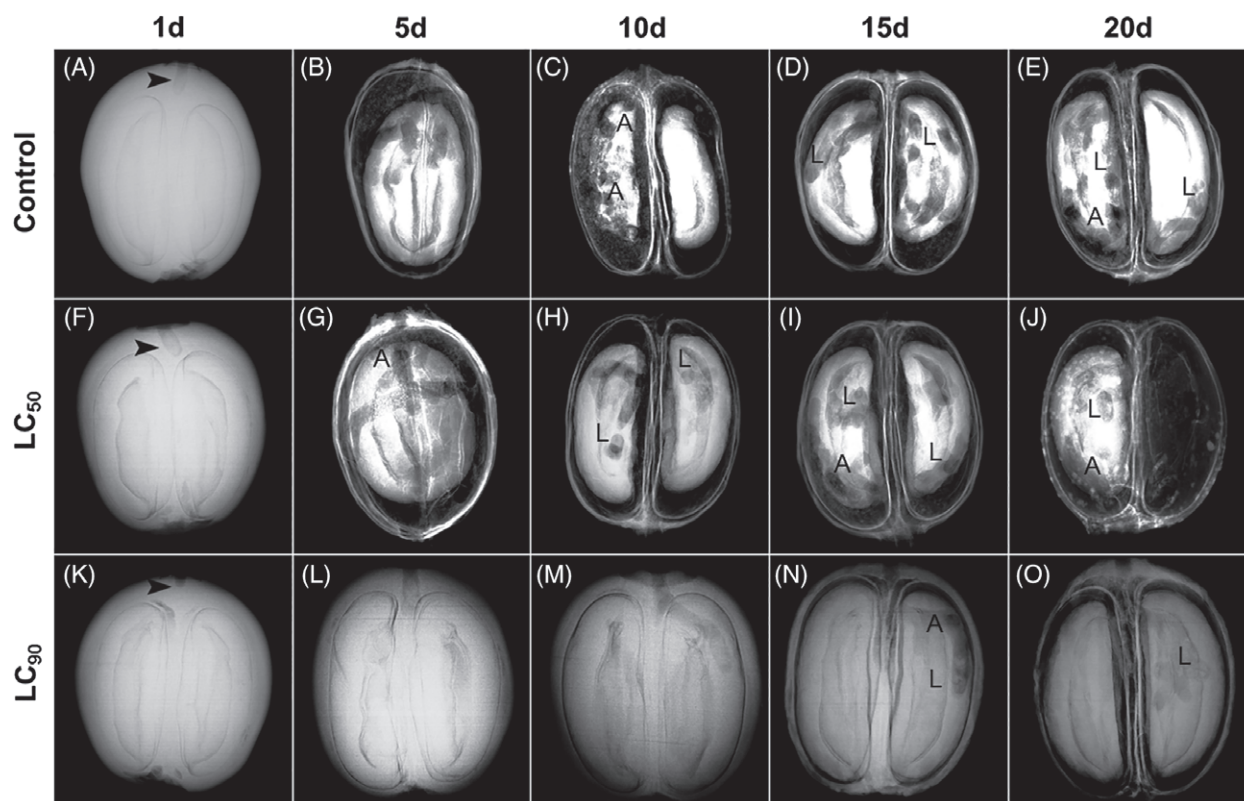 1d 5d 10d 15d 20d
Control
(A) (B) (C) (D) (E)
A
A
L
L
L
L
A
LC50
(F) (G) (H) (I) (J)
A
L
L
L
A
L
L
A
LC90
(K) (L) (M) (N) (O)
A
L
L